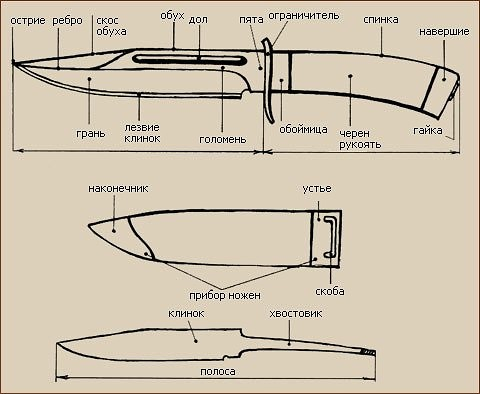 острие ребро скос обуха обух дол пята ограничитель спинка навершие
грань лезвие клинок голомень обоймица черен рукоять гайка
наконечник устье
прибор ножен скоба
клинок хвостовик
полоса